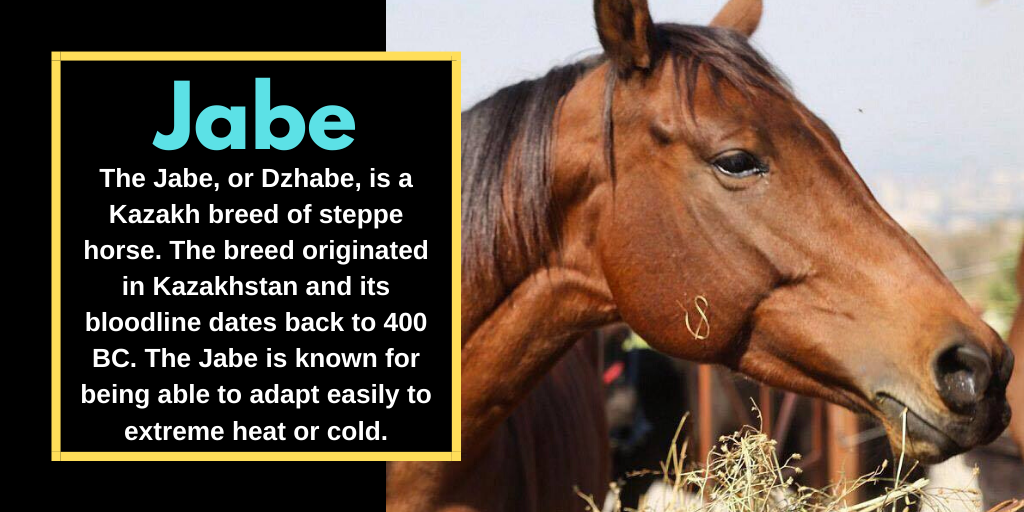 Jabe
The Jabe, or Dzhabe, is a
Kazakh breed of steppe
horse. The breed originated
in Kazakhstan and its
bloodline dates back to 400
BC. The Jabe is known for
being able to adapt easily to
extreme heat or cold.